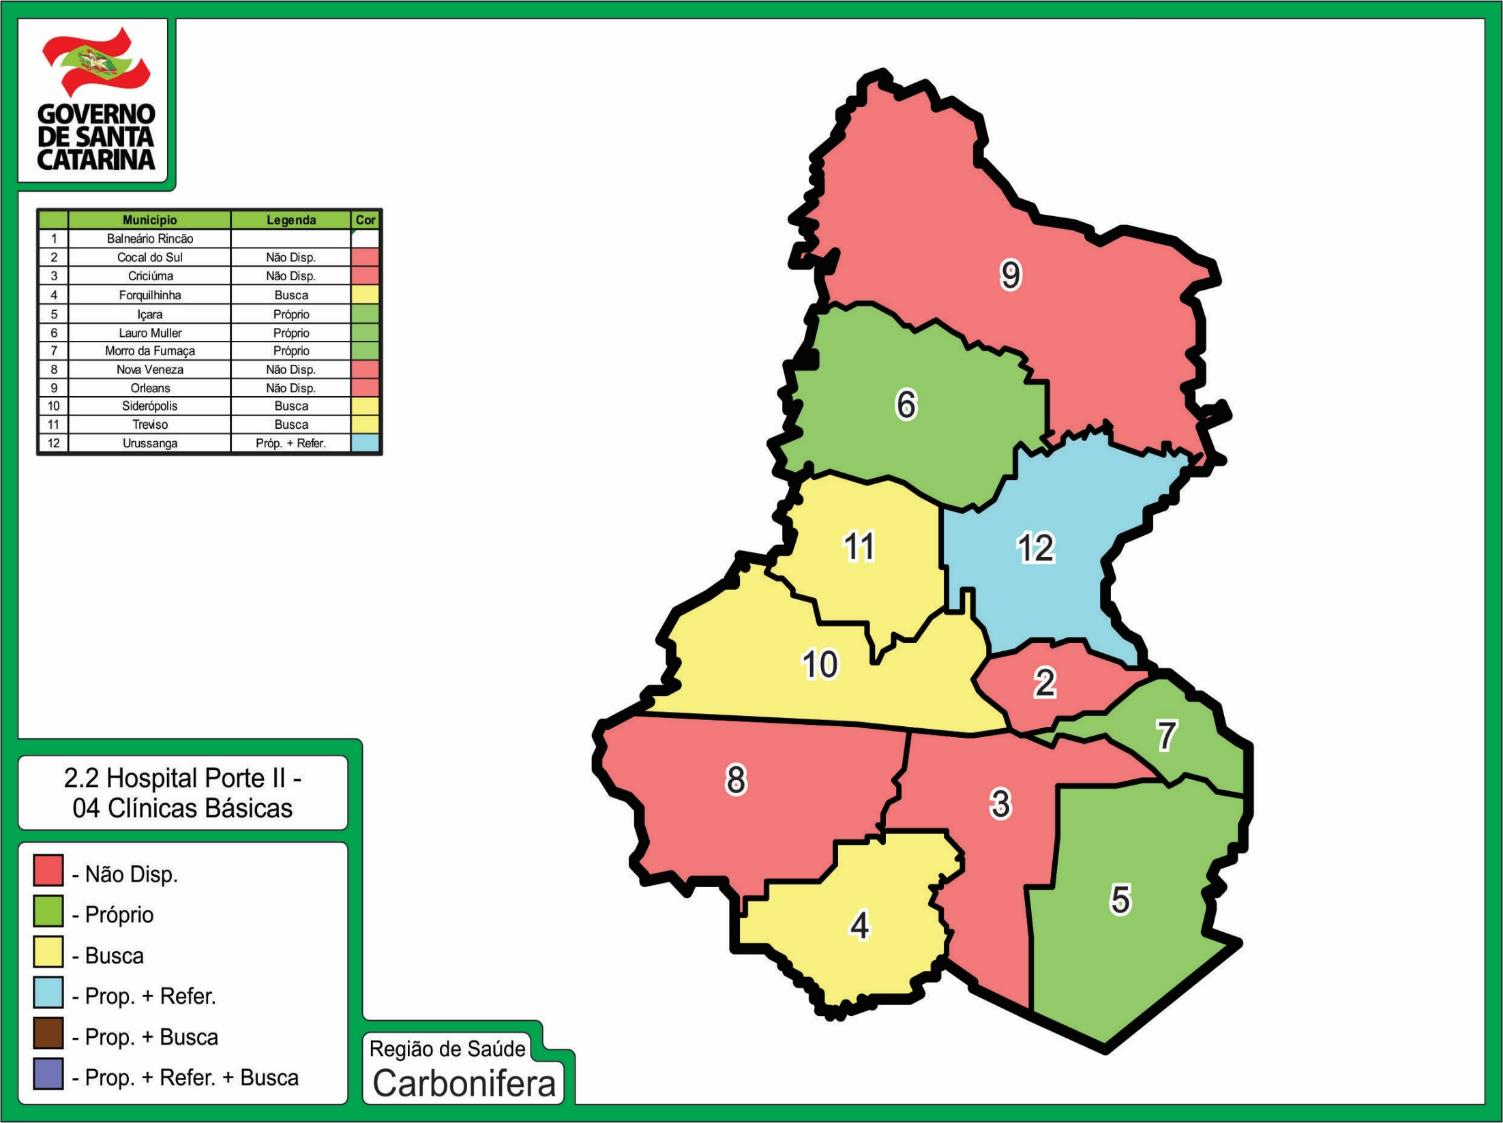 GOVERNO
DE SANTA
CATARINA
Município Legenda Cor
1 Balneário Rincão
2 Cocal do Sul Não Disp.
3 Criciúma Não Disp.
4 Forquilhinha Busca
5 Içara Próprio
6 Lauro Muller Próprio
7 Morro da Fumaça Próprio
8 Nova Veneza Não Disp.
9 Orleans Não Disp.
10 Siderópolis Busca
11 Treviso Busca
12 Urussanga Próp. + Refer.
9
6
11
12
10
2
7
8
3
5
4
2.2 Hospital Porte II -
04 Clínicas Básicas
- Não Disp.
- Próprio
- Busca
- Prop. + Refer.
- Prop. + Busca
- Prop. + Refer. + Busca
Região de Saúde
Carbonifera